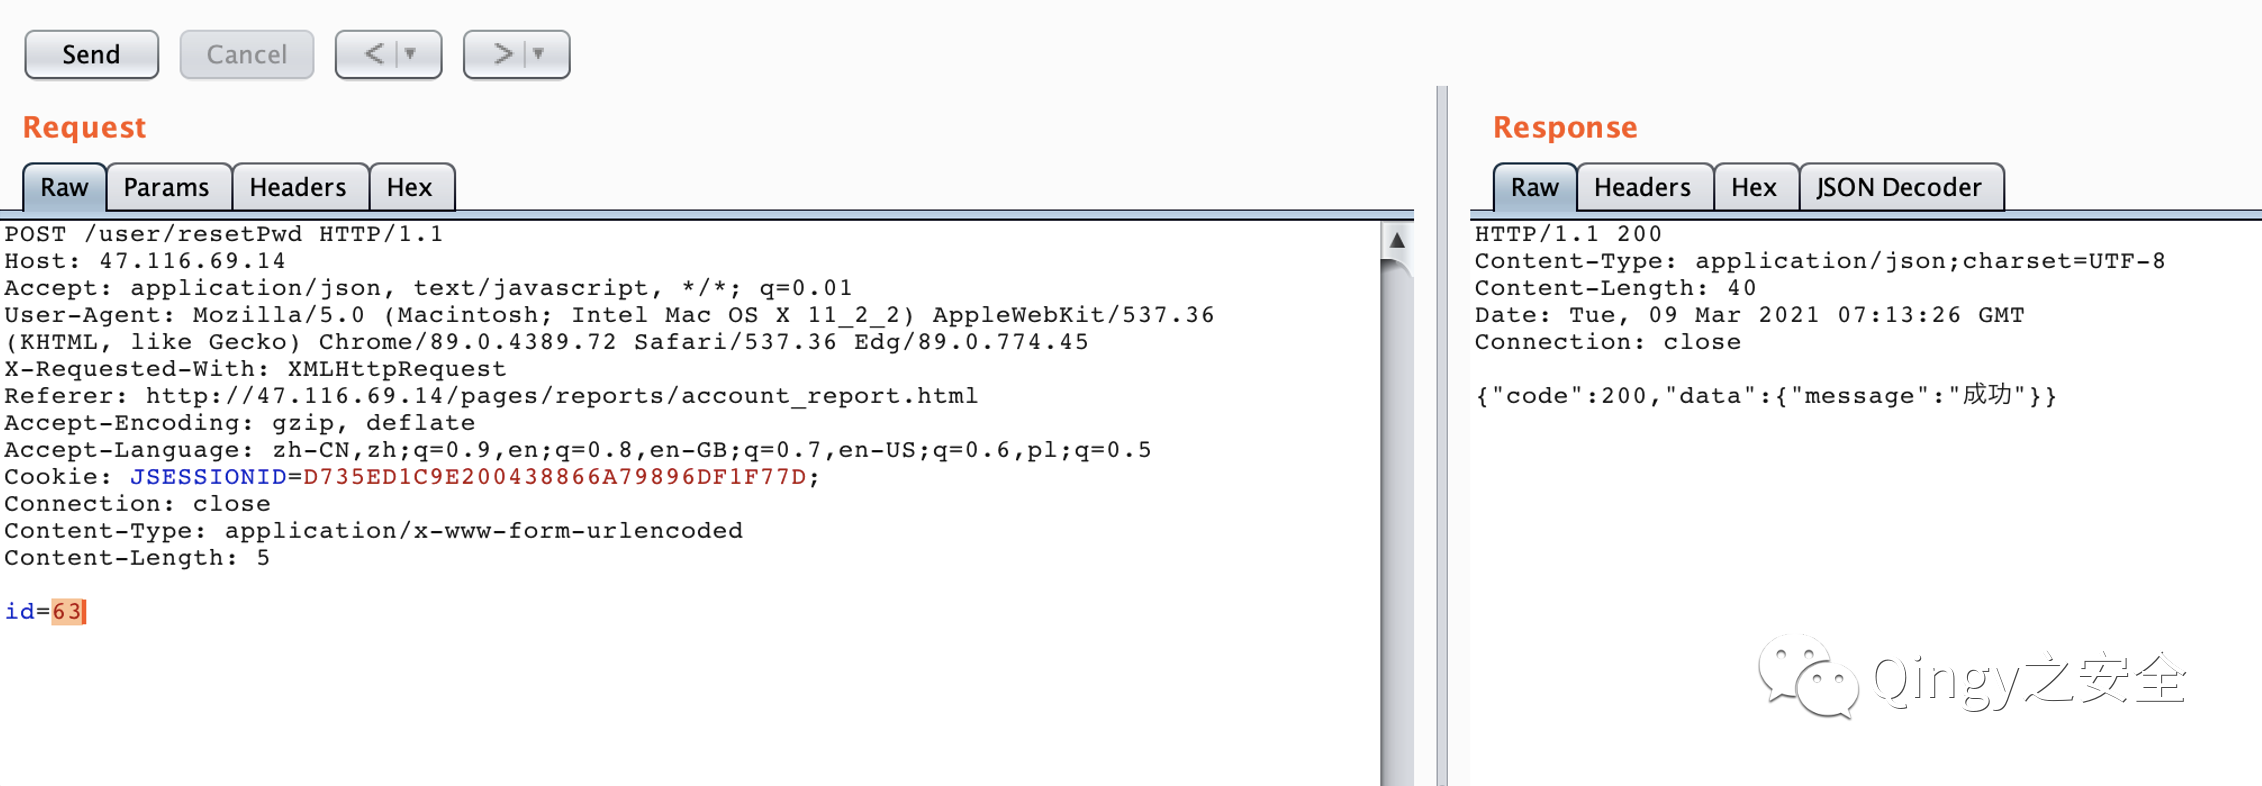 Send
Cancel
<
>
Request
Response
Raw
Params
Headers
Hex
Raw
Headers
Hex
JSON Decoder
POST /user/resetPwd HTTP/1.1
Host: 47.116.69.14
Accept: application/json, text/javascript, */*; q=0.01
User-Agent: Mozilla/5.0 (Macintosh; Intel Mac OS X 11_2_2) AppleWebKit/537.36
(KHTML, like Gecko) Chrome/89.0.4389.72 Safari/537.36 Edg/89.0.774.45
X-Requested-With: XMLHttpRequest
Referer: http://47.116.69.14/pages/reports/account_report.html
Accept-Encoding: gzip, deflate
Accept-Language: zh-CN,zh;q=0.9,en;q=0.8,en-GB;q=0.7,en-US;q=0.6,pl;q=0.5
Cookie: JSESSIONID=D735ED1C9E200438866A79896DF1F77D;
Connection: close
Content-Type: application/x-www-form-urlencoded
Content-Length: 5
id=63
HTTP/1.1 200
Content-Type: application/json;charset=UTF-8
Content-Length: 40
Date: Tue, 09 Mar 2021 07:13:26 GMT
Connection: close
{"code":200,"data":{"message":"成功"}}
Qingy之安全